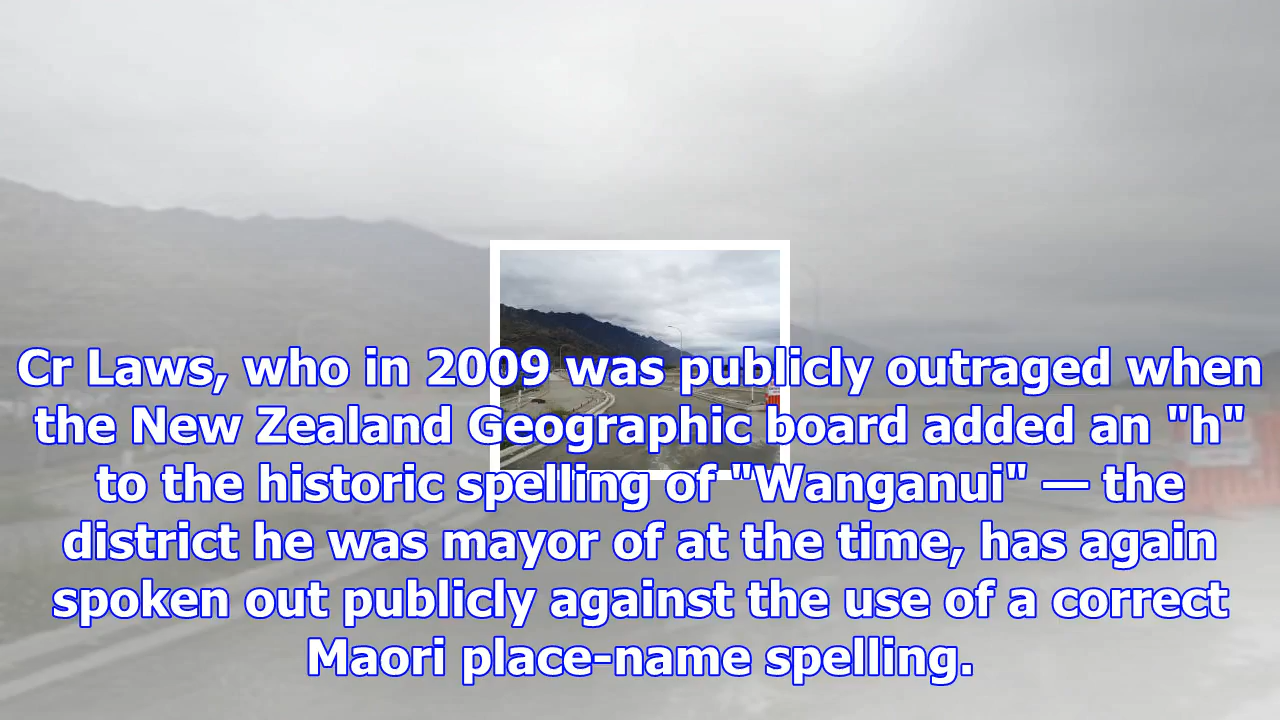 Cr Laws, who in 2009 was publicly outraged when
the New Zealand Geographic board added an "h"
to the historic spelling of "Wanganui" — the
district he was mayor of at the time, has again
spoken out publicly against the use of a correct
Maori place-name spelling.